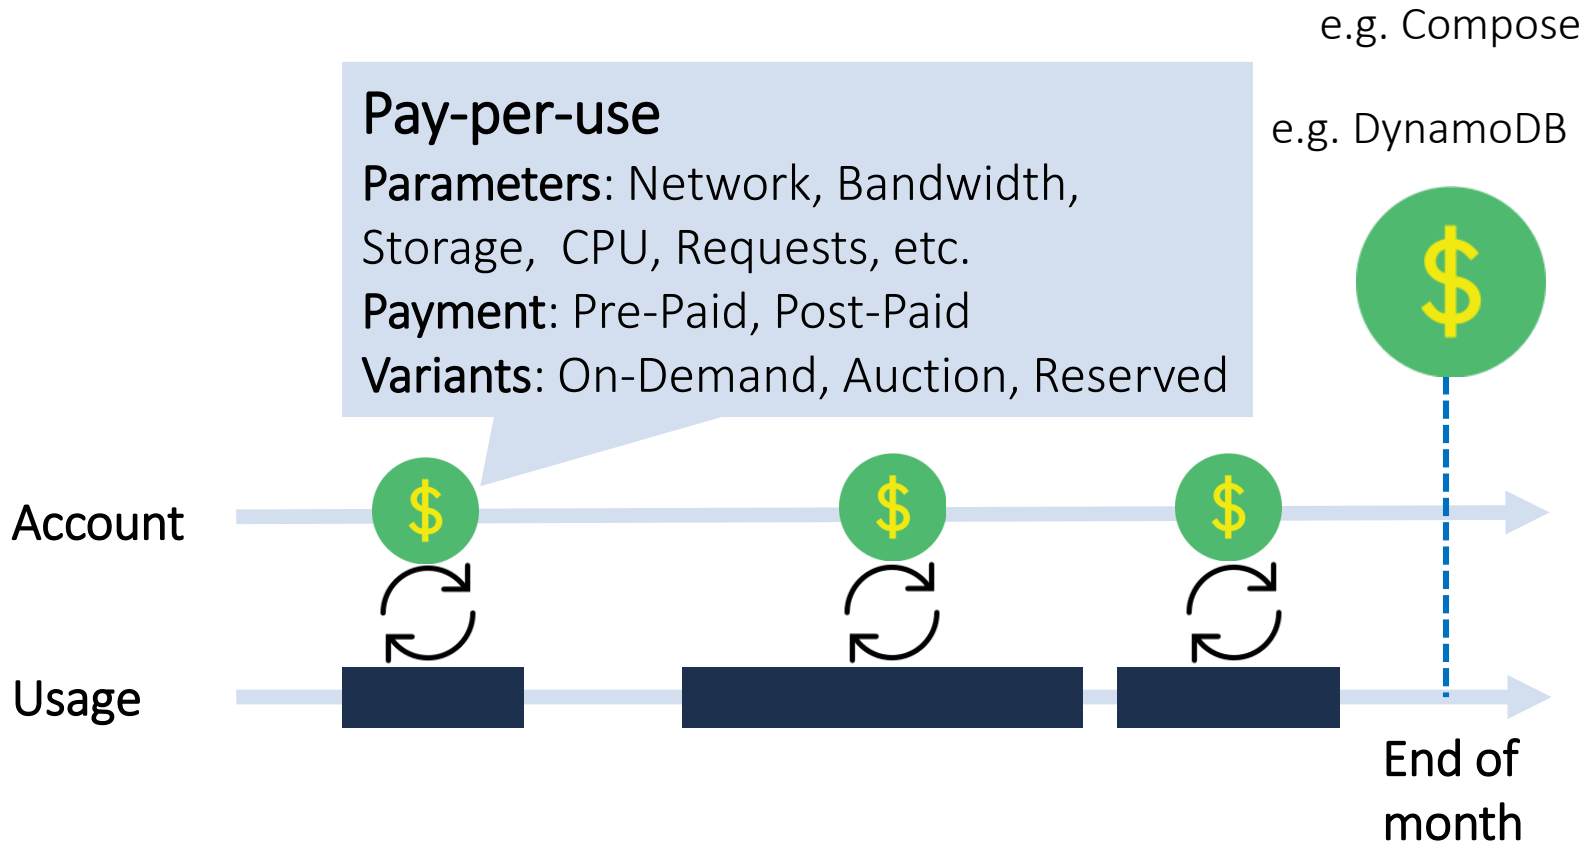 e.g. Compose
Pay-per-use
e.g. DynamoDB
Parameters: Network, Bandwidth,
Storage, CPU, Requests, etc.
Payment: Pre-Paid, Post-Paid
Variants: On-Demand, Auction, Reserved
$
$ $ $
Account
Usage
End of
month